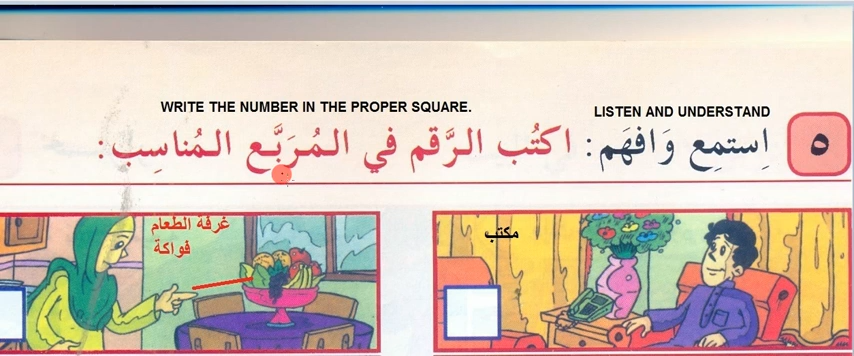 WRITE THE NUMBER IN THE PROPER SQUARE.
LISTEN AND UNDERSTAND
٥
اِستمِع وَافهَم: اكتُب الرَّقم في المُرَبَّع المُناسِب:
مكتب
غرفة الطعام
فواكة